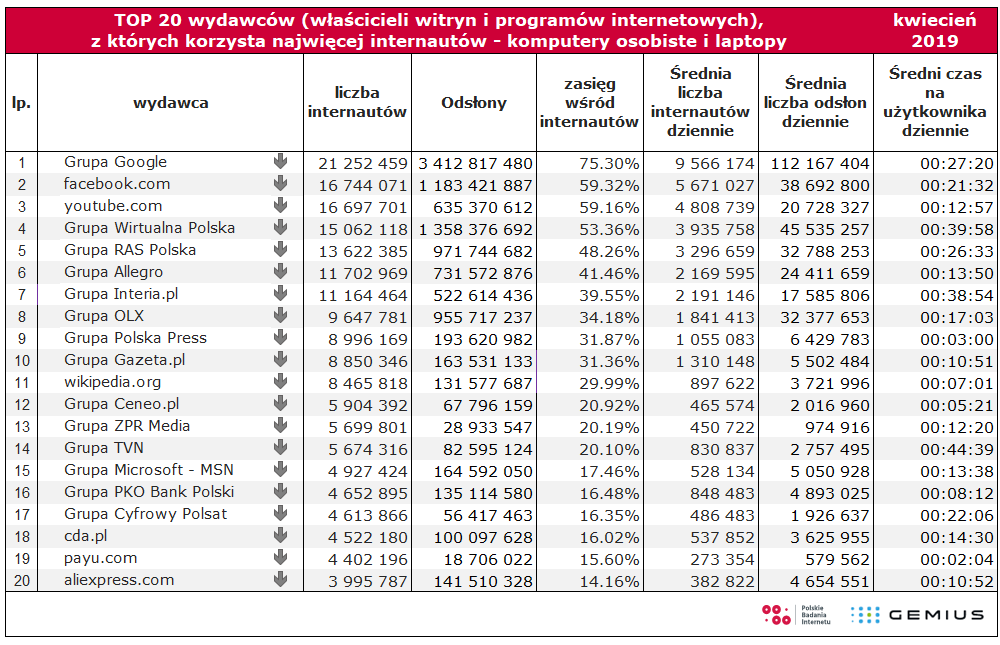 TOP 20 wydawców (właścicieli witryn i programów internetowych),
z których korzysta najwięcej internautów - komputery osobiste i laptopy
kwiecień
2019
lp.
wydawca
liczba
internautów
Odsłony
zasięg
wśród
internautów
Średnia
liczba
internautów
dziennie
Średnia
liczba odsłon
dziennie
Średni czas
na
użytkownika
dziennie
1 Grupa Google 21 252 459 3 412 817 480 75.30% 9 566 174 112 167 404 00:27:20
2 facebook.com 16 744 071 1 183 421 887 59.32% 5 671 027 38 692 800 00:21:32
3 youtube.com 16 697 701 635 370 612 59.16% 4 808 739 20 728 327 00:12:57
4 Grupa Wirtualna Polska 15 062 118 1 358 376 692 53.36% 3 935 758 45 535 257 00:39:58
5 Grupa RAS Polska 13 622 385 971 744 682 48.26% 3 296 659 32 788 253 00:26:33
6 Grupa Allegro 11 702 969 731 572 876 41.46% 2 169 595 24 411 659 00:13:50
7 Grupa Interia.pl 11 164 464 522 614 436 39.55% 2 191 146 17 585 806 00:38:54
8 Grupa OLX 9 647 781 955 717 237 34.18% 1 841 413 32 377 653 00:17:03
9 Grupa Polska Press 8 996 169 193 620 982 31.87% 1 055 083 6 429 783 00:03:00
10 Grupa Gazeta.pl 8 850 346 163 531 133 31.36% 1 310 148 5 502 484 00:10:51
11 wikipedia.org 8 465 818 131 577 687 29.99% 897 622 3 721 996 00:07:01
12 Grupa Ceneo.pl 5 904 392 67 796 159 20.92% 465 574 2 016 960 00:05:21
13 Grupa ZPR Media 5 699 801 28 933 547 20.19% 450 722 974 916 00:12:20
14 Grupa TVN 5 674 316 82 595 124 20.10% 830 837 2 757 495 00:44:39
15 Grupa Microsoft - MSN 4 927 424 164 592 050 17.46% 528 134 5 050 928 00:13:38
16 Grupa PKO Bank Polski 4 652 895 135 114 580 16.48% 848 483 4 893 025 00:08:12
17 Grupa Cyfrowy Polsat 4 613 866 56 417 463 16.35% 486 483 1 926 637 00:22:06
18 cda.pl 4 522 180 100 097 628 16.02% 537 852 3 625 955 00:14:30
19 payu.com 4 402 196 18 706 022 15.60% 273 354 579 562 00:02:04
20 aliexpress.com 3 995 787 141 510 328 14.16% 382 822 4 654 551 00:10:52
Polskie
Badania
Internetu
GEMIUS